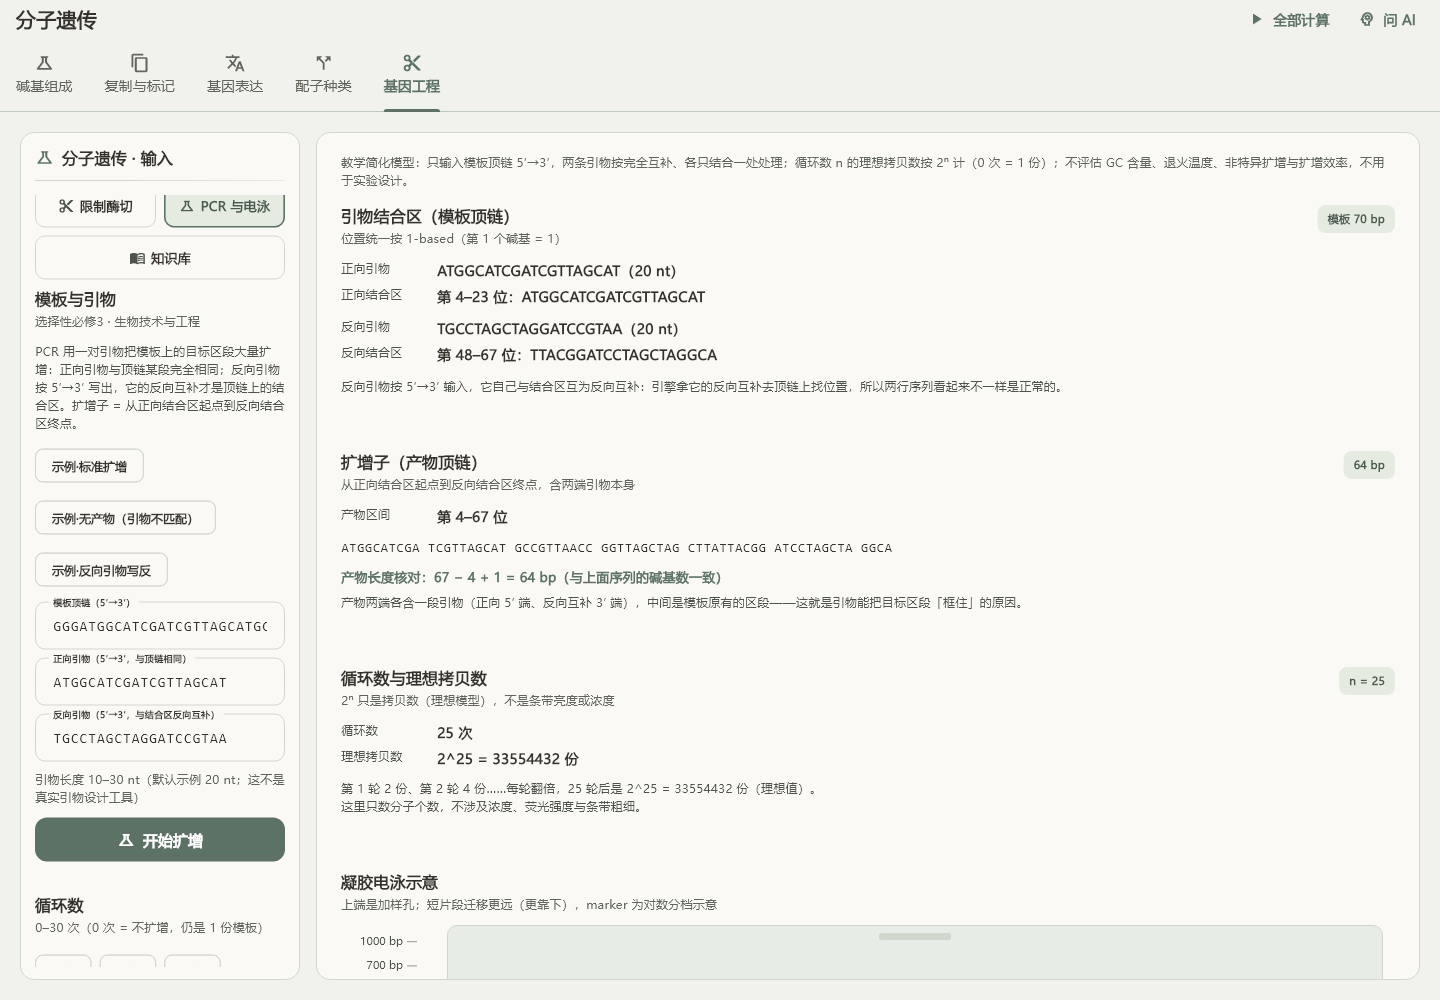 分子遗传
全部计算
问 AI
碱基组成
复制与标记
基因表达
配子种类
基因工程
分子遗传 · 输入
限制酶切
PCR 与电泳
知识库
模板与引物
选择性必修3 · 生物技术与工程
PCR 用一对引物把模板上的目标区段大量扩
增：正向引物与顶链某段完全相同；反向引物
按 5′→3′ 写出，它的反向互补才是顶链上的结
合区。扩增子 = 从正向结合区起点到反向结合
区终点。
示例·标准扩增
示例·无产物（引物不匹配）
示例·反向引物写反
模板顶链（5′→3′）
GGGATGGCATCGATCGTTAGCATGC
正向引物（5′→3′，与顶链相同）
ATGGCATCGATCGTTAGCAT
反向引物（5′→3′，与结合区反向互补）
TGCCTAGCTAGGATCCGTAA
引物长度 10–30 nt（默认示例 20 nt；这不是
真实引物设计工具）
开始扩增
循环数
0–30 次（0 次 = 不扩增，仍是 1 份模板）
教学简化模型：只输入模板顶链 5′→3′，两条引物按完全互补、各只结合一处处理；循环数 n 的理想拷贝数按 2ⁿ 计（0 次 = 1 份）；不评估 GC 含量、退火温度、非特异扩增与扩增效率，不用
于实验设计。
引物结合区（模板顶链）
模板 70 bp
位置统一按 1-based（第 1 个碱基 = 1）
正向引物 ATGGCATCGATCGTTAGCAT（20 nt）
正向结合区 第 4–23 位：ATGGCATCGATCGTTAGCAT
反向引物 TGCCTAGCTAGGATCCGTAA（20 nt）
反向结合区 第 48–67 位：TTACGGATCCTAGCTAGGCA
反向引物按 5′→3′ 输入，它自己与结合区互为反向互补：引擎拿它的反向互补去顶链上找位置，所以两行序列看起来不一样是正常的。
扩增子（产物顶链）
64 bp
从正向结合区起点到反向结合区终点，含两端引物本身
产物区间 第 4–67 位
ATGGCATCGA TCGTTAGCAT GCCGTTAACC GGTTAGCTAG CTTATTACGG ATCCTAGCTA GGCA
产物长度核对：67 − 4 + 1 = 64 bp（与上面序列的碱基数一致）
产物两端各含一段引物（正向 5′ 端、反向互补 3′ 端），中间是模板原有的区段——这就是引物能把目标区段「框住」的原因。
循环数与理想拷贝数
n = 25
2ⁿ 只是拷贝数（理想模型），不是条带亮度或浓度
循环数 25 次
理想拷贝数 2^25 = 33554432 份
第 1 轮 2 份、第 2 轮 4 份……每轮翻倍，25 轮后是 2^25 = 33554432 份（理想值）。
这里只数分子个数，不涉及浓度、荧光强度与条带粗细。
凝胶电泳示意
上端是加样孔；短片段迁移更远（更靠下），marker 为对数分档示意
1000 bp —
700 bp —